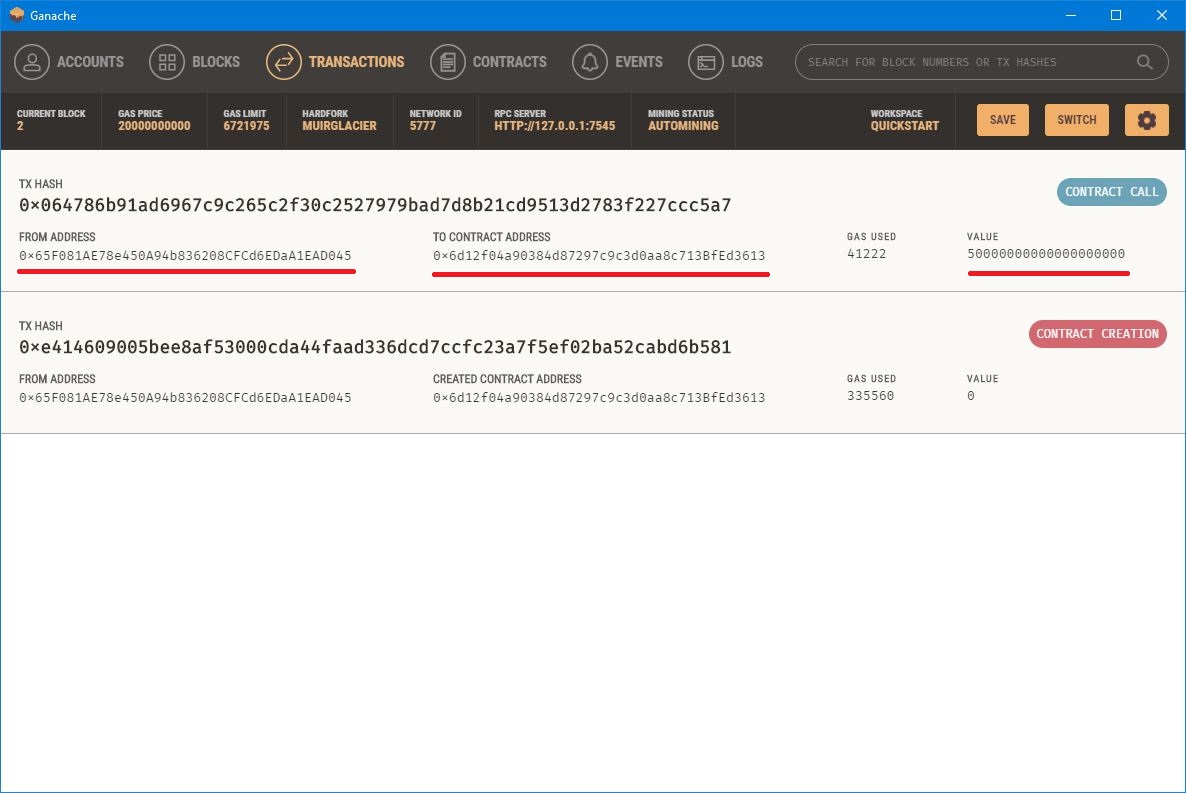 Ganache
ACCOUNTS BLOCKS TRANSACTIONS CONTRACTS EVENTS LOGS SEARCH FOR BLOCK NUMBERS OR TX HASHES
CURRENT BLOCK GAS PRICE GAS LIMIT HARDFORK NETWORK ID RPC SERVER MINING STATUS WORKSPACE
2 20000000000 6721975 MUIRGLACIER 5777 HTTP://127.0.0.1:7545 AUTOMINING QUICKSTART SAVE SWITCH
TX HASH
0×064786b91ad6967c9c265c2f30c2527979bad7d8b21cd9513d2783f227ccc5a7 CONTRACT CALL
FROM ADDRESS TO CONTRACT ADDRESS GAS USED VALUE
0×65F081AE78e450A94b836208CFCd6EDaA1EAD045 0×6d12f04a90384d87297c9c3d0aa8c713BfEd3613 41222 50000000000000000000
TX HASH
0×e414609005bee8af53000cda44faad336dcd7ccfc23a7f5ef02ba52cabd6b581 CONTRACT CREATION
FROM ADDRESS CREATED CONTRACT ADDRESS GAS USED VALUE
0×65F081AE78e450A94b836208CFCd6EDaA1EAD045 0×6d12f04a90384d87297c9c3d0aa8c713BfEd3613 335560 0